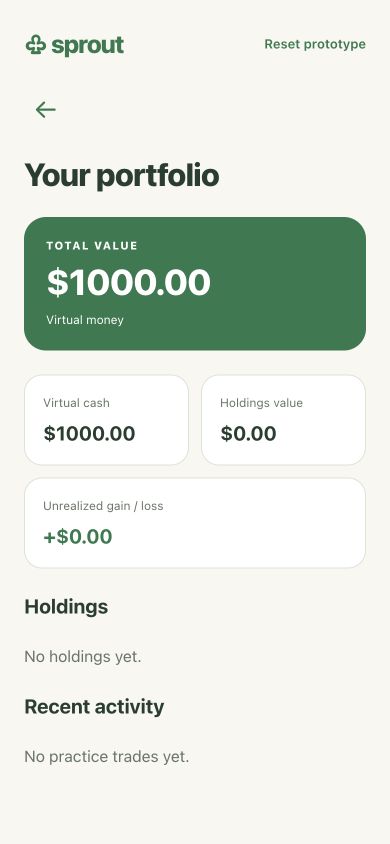 sprout
Reset prototype
Your portfolio
TOTAL VALUE
$1000.00
Virtual money
Virtual cash
$1000.00
Holdings value
$0.00
Unrealized gain / loss
+$0.00
Holdings
No holdings yet.
Recent activity
No practice trades yet.